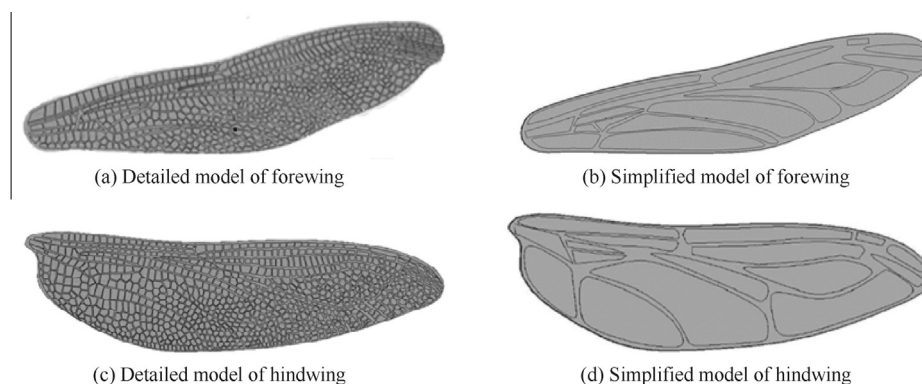 (a) Detailed model of forewing
(b) Simplified model of forewing
(c) Detailed model of hindwing
(d) Simplified model of hindwing